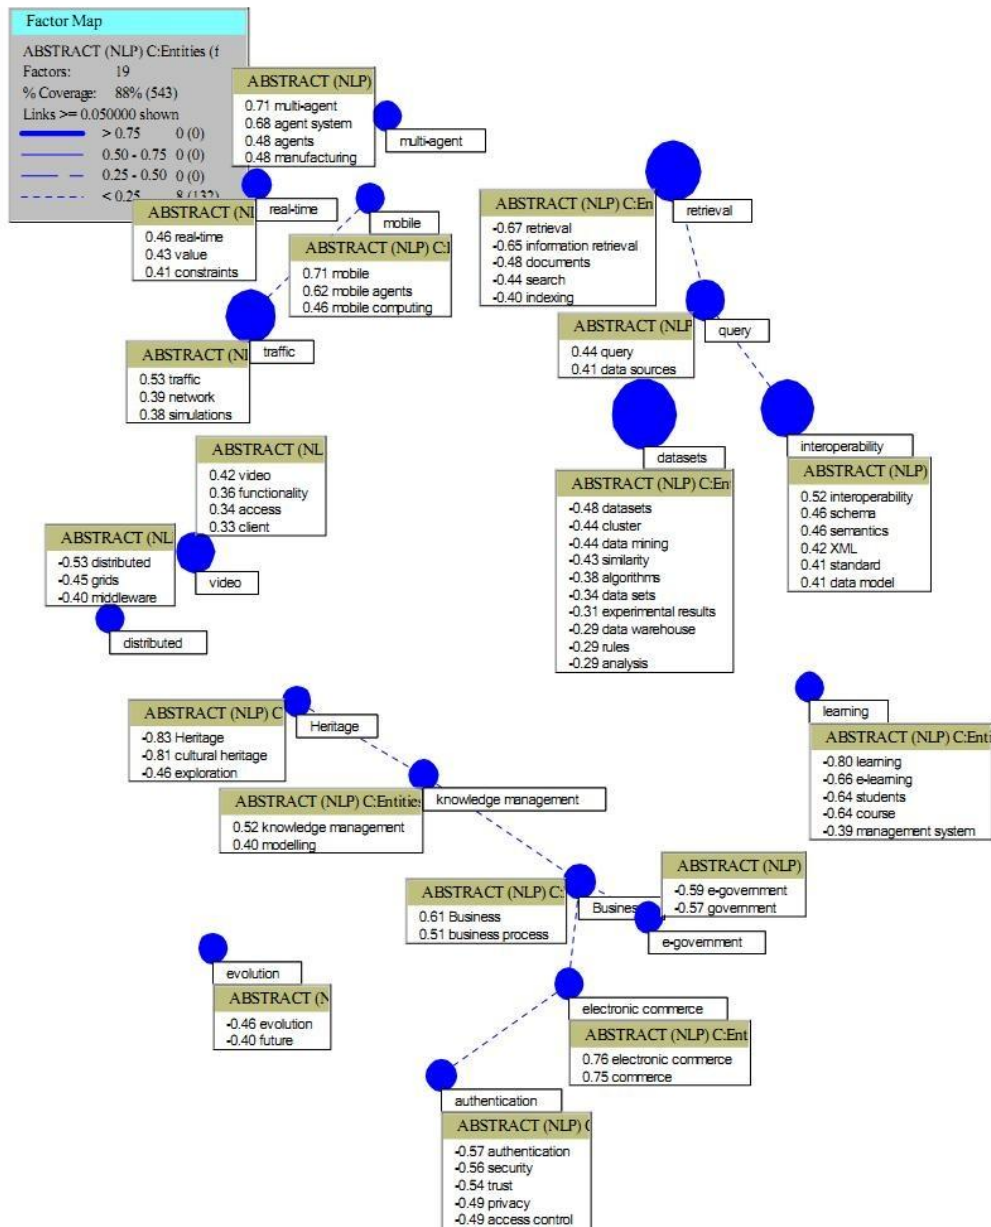 Factor Map
ABSTRACT (NLP) C:Entities (f
Factors: 19
% Coverage: 88% (543)
Links >= 0.050000 shown
> 0.75 0 (0)
0.50 - 0.75 0 (0)
0.25 - 0.50 0 (0)
< 0.25 8 (132)
ABSTRACT (NLP)
0.71 multi-agent
0.68 agent system
0.48 agents
0.48 manufacturing
multi-agent
real-time
ABSTRACT (NL
0.46 real-time
0.43 value
0.41 constraints
mobile
ABSTRACT (NLP) C:I
0.71 mobile
0.62 mobile agents
0.46 mobile computing
traffic
ABSTRACT (NL
0.53 traffic
0.39 network
0.38 simulations
retrieval
ABSTRACT (NLP) C:En
-0.67 retrieval
-0.65 information retrieval
-0.48 documents
-0.44 search
-0.40 indexing
query
ABSTRACT (NLP
0.44 query
0.41 data sources
interoperability
ABSTRACT (NLP)
0.52 interoperability
0.46 schema
0.46 semantics
0.42 XML
0.41 standard
0.41 data model
datasets
ABSTRACT (NLP) C:En
-0.48 datasets
-0.44 cluster
-0.44 data mining
-0.43 similarity
-0.38 algorithms
-0.34 data sets
-0.31 experimental results
-0.29 data warehouse
-0.29 rules
-0.29 analysis
ABSTRACT (NL
0.42 video
0.36 functionality
0.34 access
0.33 client
video
ABSTRACT (NL
-0.53 distributed
-0.45 grids
-0.40 middleware
distributed
Heritage
ABSTRACT (NLP) C
-0.83 Heritage
-0.81 cultural heritage
-0.46 exploration
knowledge management
ABSTRACT (NLP) C:Entities
0.52 knowledge management
0.40 modelling
learning
ABSTRACT (NLP) C:Enti
-0.80 learning
-0.66 e-learning
-0.64 students
-0.64 course
-0.39 management system
Busines
ABSTRACT (NLP) C:
0.61 Business
0.51 business process
ABSTRACT (NLP)
-0.59 e-government
-0.57 government
e-government
evolution
ABSTRACT (N
-0.46 evolution
-0.40 future
electronic commerce
ABSTRACT (NLP) C:Ent
0.76 electronic commerce
0.75 commerce
authentication
ABSTRACT (NLP) C
-0.57 authentication
-0.56 security
-0.54 trust
-0.49 privacy
-0.49 access control